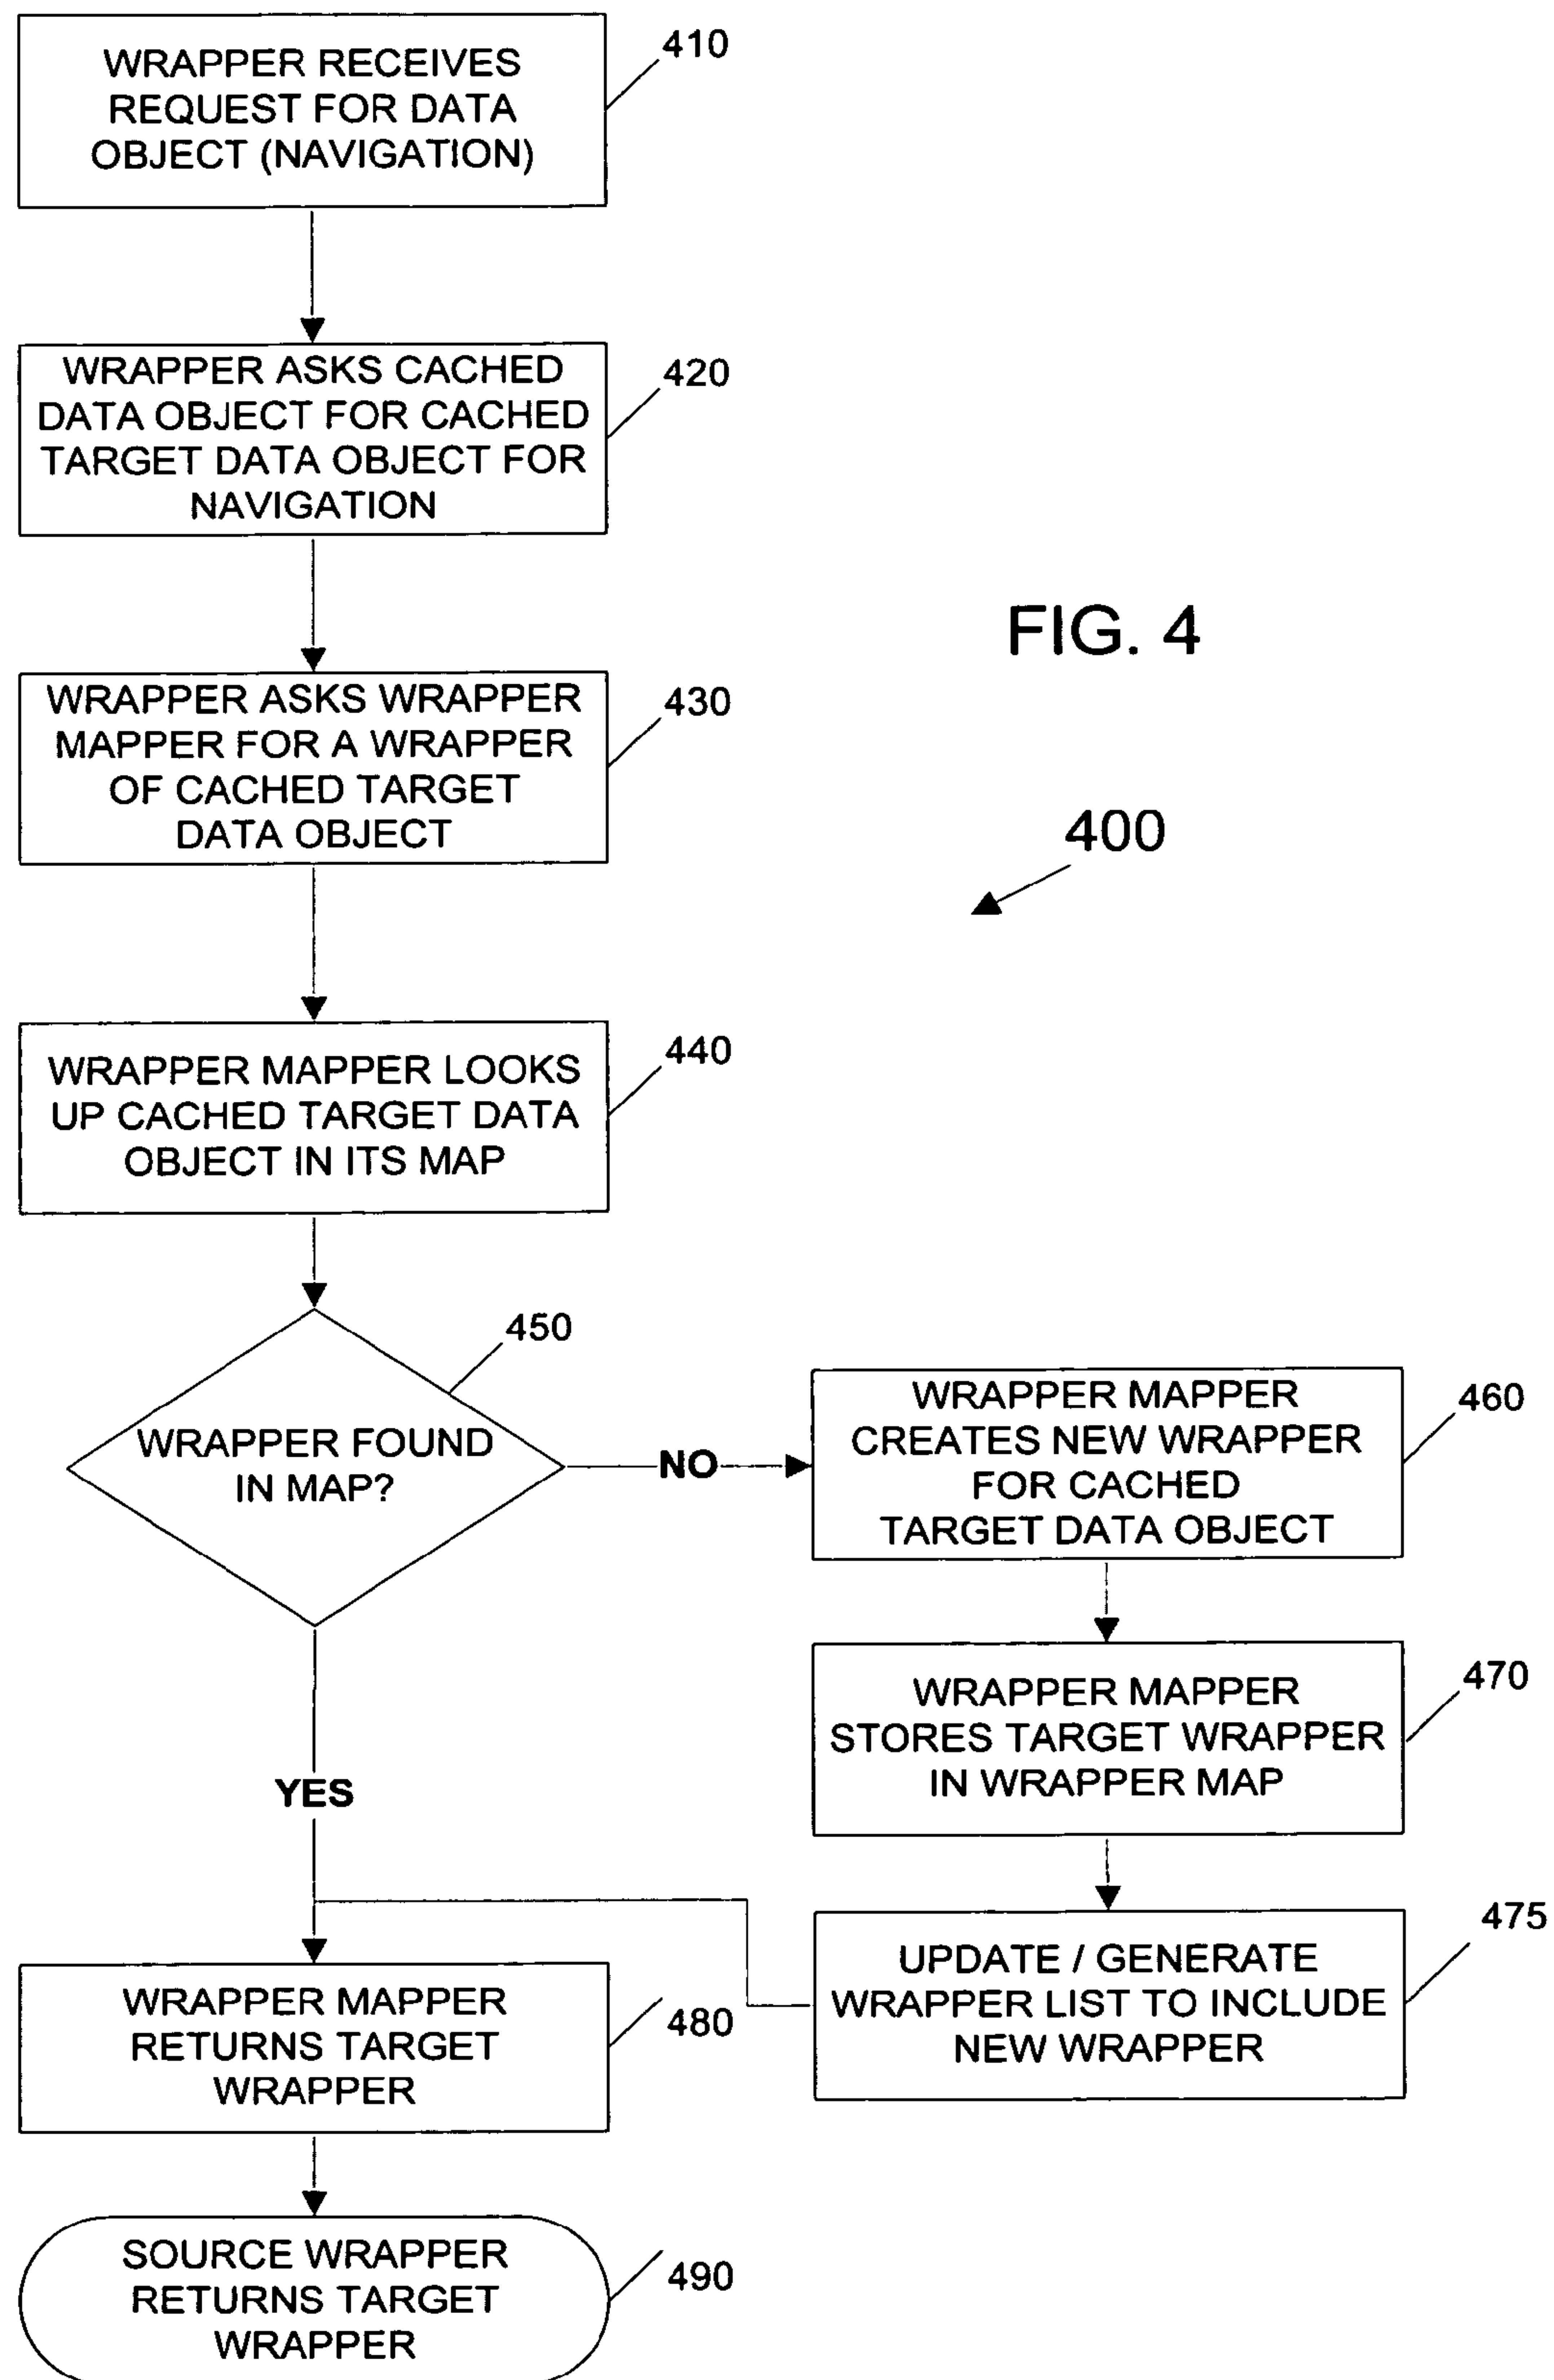 WRAPPER RECEIVES
REQUEST FOR DATA
OBJECT (NAVIGATION)
410
WRAPPER ASKS CACHED
DATA OBJECT FOR CACHED
TARGET DATA OBJECT FOR
NAVIGATION
420
FIG. 4
WRAPPER ASKS WRAPPER
MAPPER FOR A WRAPPER
OF CACHED TARGET
DATA OBJECT
430
400
WRAPPER MAPPER LOOKS
UP CACHED TARGET DATA
OBJECT IN ITS MAP
440
450
WRAPPER FOUND
IN MAP?
NO
WRAPPER MAPPER
CREATES NEW WRAPPER
FOR CACHED
TARGET DATA OBJECT
460
WRAPPER MAPPER
STORES TARGET WRAPPER
IN WRAPPER MAP
470
YES
UPDATE / GENERATE
WRAPPER LIST TO INCLUDE
NEW WRAPPER
475
WRAPPER MAPPER
RETURNS TARGET
WRAPPER
480
SOURCE WRAPPER
RETURNS TARGET
WRAPPER
490